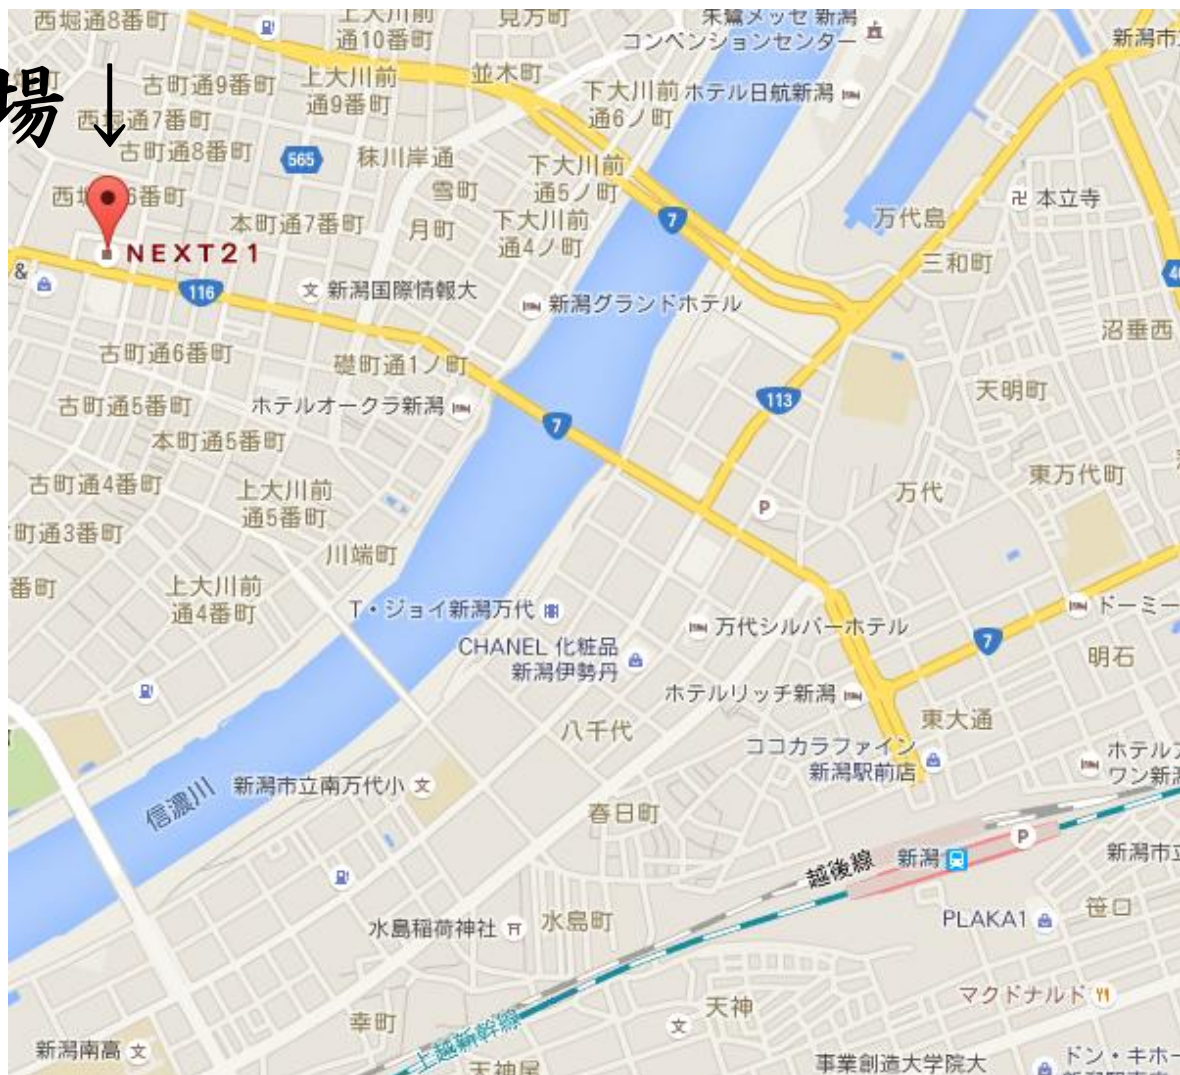 西堀通8番町
上大川前
通10番町
見方町
朱鷺メッセ 新潟
コンベンションセンター
新潟市
場 ↓
古町通9番町
上大川前
通9番町
並木町
下大川前
通6ノ町
ホテル日航新潟
西堀通7番町
古町通8番町
565
秣川岸通
下大川前
通5ノ町
雪町
6番町
本町通7番町
月町
下大川前
通4ノ町
7
万代島
本立寺
NEXT21
三和町
&
116
新潟国際情報大
新潟グランドホテル
沼垂西
古町通6番町
礎町通1ノ町
天明町
古町通5番町
ホテルオークラ新潟
113
7
本町通5番町
古町通4番町
上大川前
通5番町
P
万代
東万代町
町通3番町
川端町
番町
上大川前
通4番町
T・ジョイ新潟万代
万代シルバーホテル
ドーミー
7
CHANEL 化粧品
新潟伊勢丹
明石
ホテルリッチ新潟
東大通
八千代
ココカラファイン
新潟駅前店
ホテル
ワン新潟
信濃川
新潟市立南万代小
文
春日町
P
越後線
新潟
新潟市立
水島稲荷神社
水島町
PLAKA1
笹口
マクドナルド
天神
幸町
文
上越新幹線
新潟南高
文
天神尾
事業創造大学院大
ドン・キホー